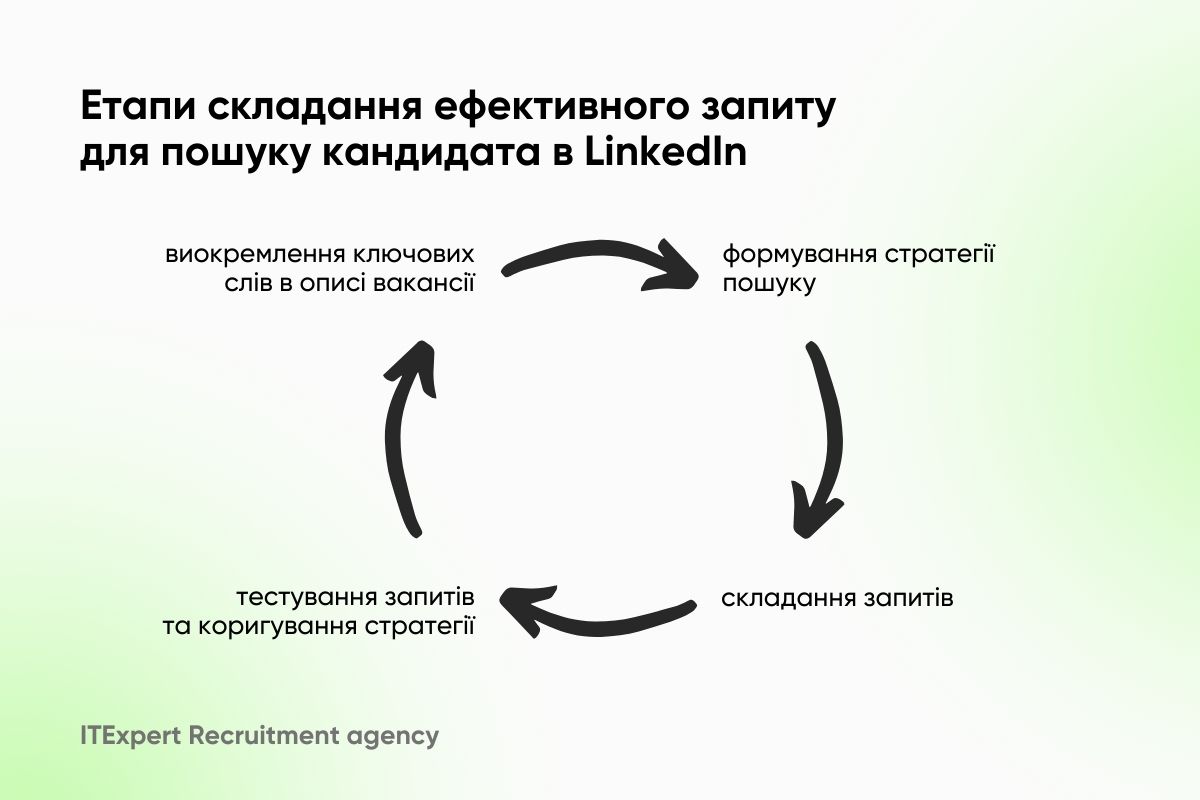 Етапи складання ефективного запиту
для пошуку кандидата в LinkedIn
виокремлення ключових
слів в описі вакансії
формування стратегії
пошуку
тестування запитів
та коригування стратегії
складання запитів
ITExpert Recruitment agency